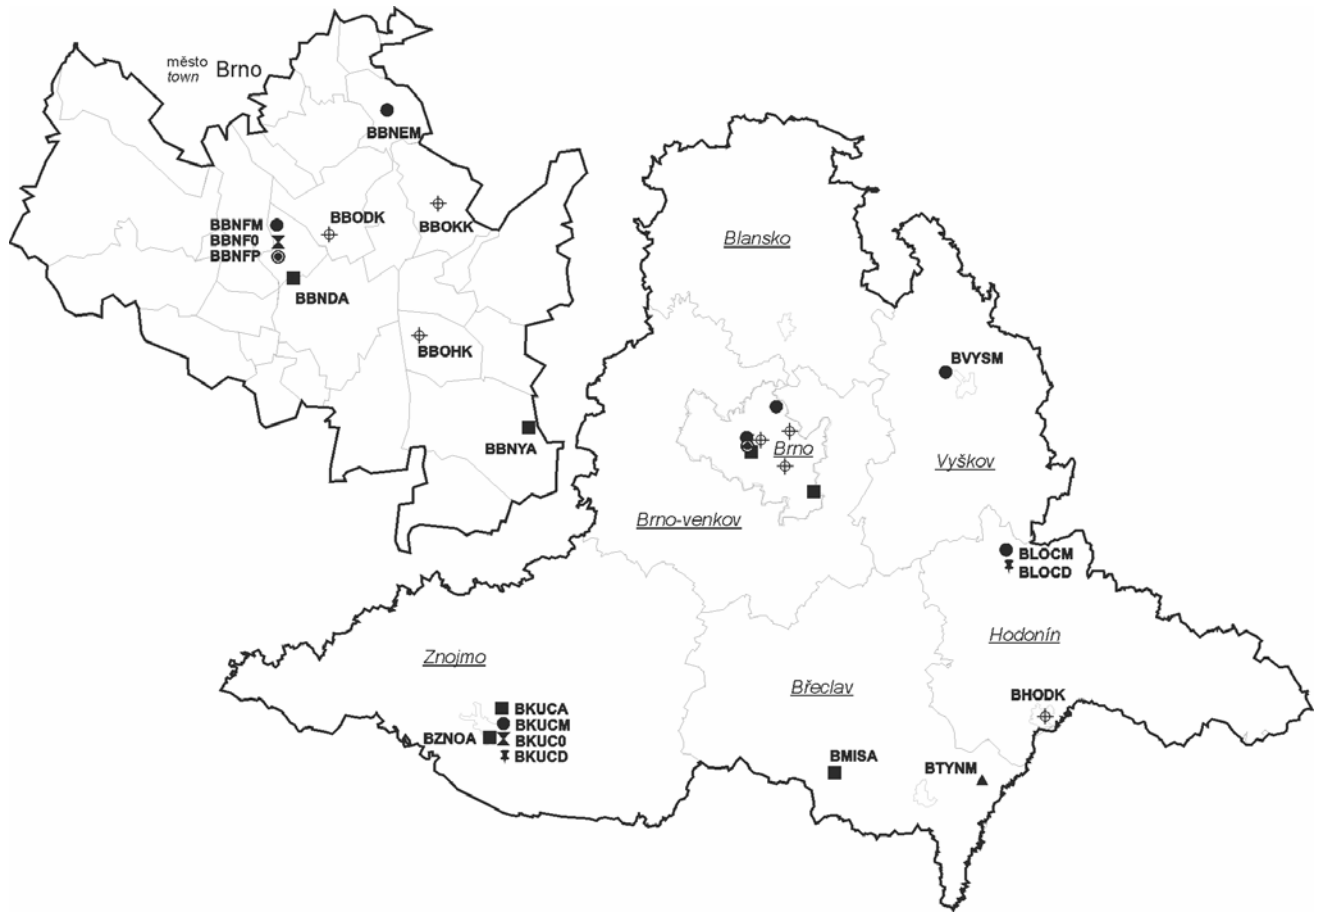 město
town Brno
BBNEM
BBNFM
BBNF0
BBNFP
BBODK
BBOKK
BBNDA
BBOHK
BBNYA
Blansko
BVYSM
Brno
Vyškov
Brno-venkov
BLOCM
BLOCD
Hodonín
Znojmo
Břeclav
BHODK
BKUCA
BKUCM
BZNOA
BKUC0
BKUCD
BMISA
BTYNM